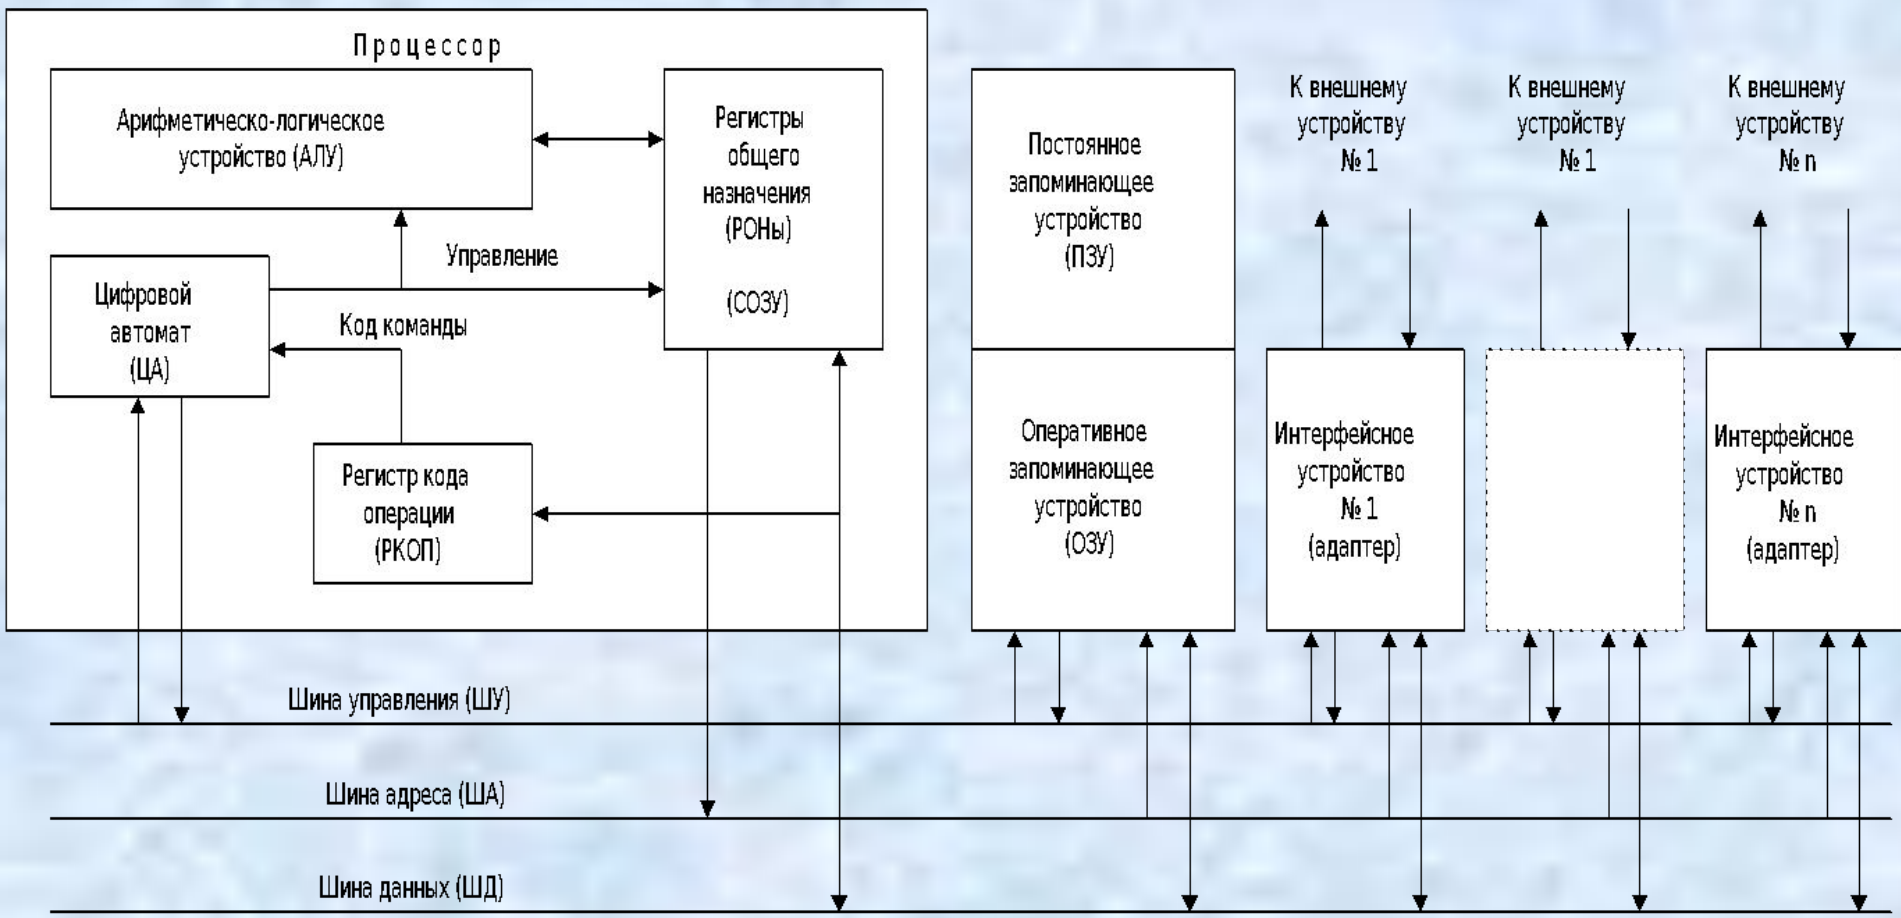 Процессор
Арифметическо-логическое
устройство (АЛУ)
Регистры
общего
назначения
(РОНы)
(СОЗУ)
Управление
Цифровой
автомат
(ЦА)
Код команды
Регистр кода
операции
(РКОП)
Постоянное
запоминающее
устройство
(ПЗУ)
Оперативное
запоминающее
устройство
(ОЗУ)
К внешнему
устройству
№ 1
К внешнему
устройству
№ 1
К внешнему
устройству
№ n
Интерфейсное
устройство
№ 1
(адаптер)
Интерфейсное
устройство
№ n
(адаптер)
Шина управления (ШУ)
Шина адреса (ША)
Шина данных (ШД)